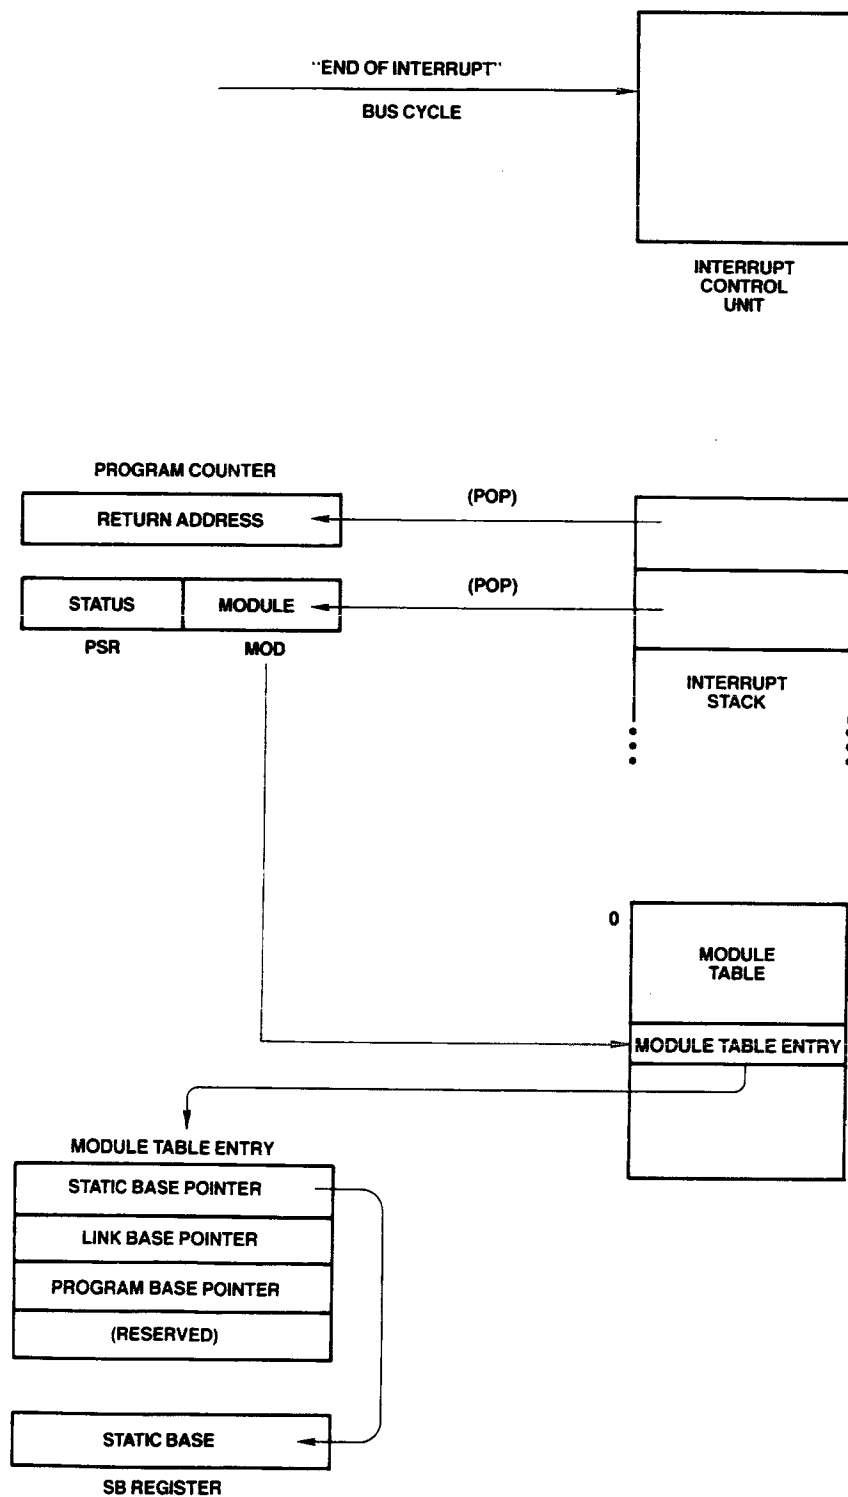 "END OF INTERRUPT"
BUS CYCLE
INTERRUPT
CONTROL
UNIT
PROGRAM COUNTER
RETURN ADDRESS
(POP)
STATUS
MODULE
(POP)
PSR
MOD
INTERRUPT
STACK
0
MODULE
TABLE
MODULE TABLE ENTRY
MODULE TABLE ENTRY
STATIC BASE POINTER
LINK BASE POINTER
PROGRAM BASE POINTER
(RESERVED)
STATIC BASE
SB REGISTER